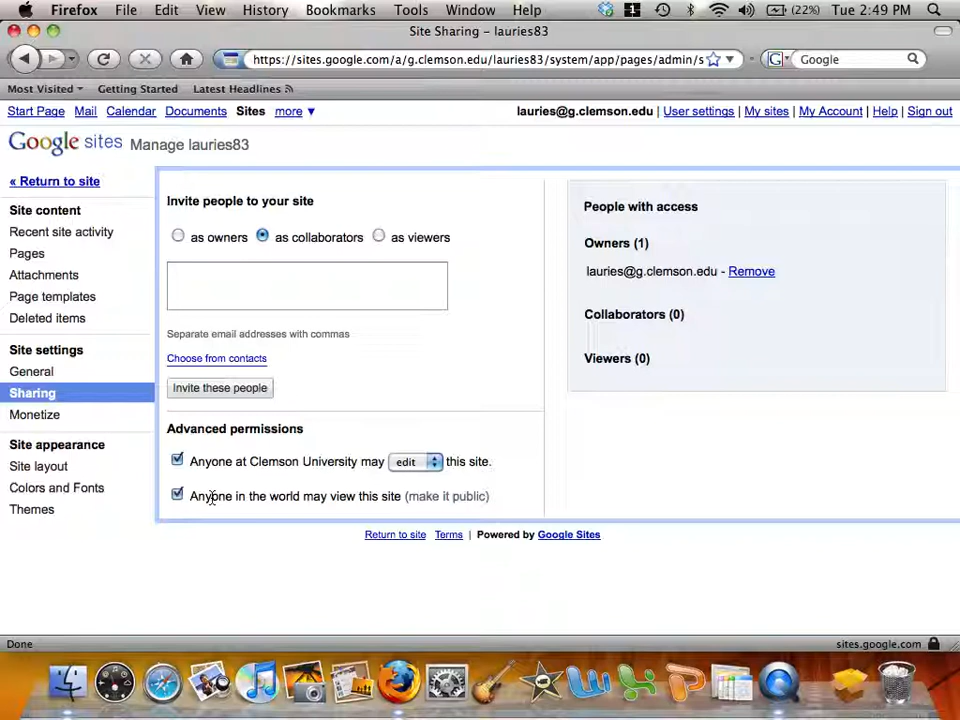 Firefox File Edit View History Bookmarks Tools Window Help 1 (22%) Tue 2:49 PM
Site Sharing – lauries83
https://sites.google.com/a/g.clemson.edu/lauries83/system/app/pages/admin/s Google
Most Visited Getting Started Latest Headlines
Start Page Mail Calendar Documents Sites more ▼ lauries@g.clemson.edu | User settings | My sites | My Account | Help | Sign out
Google sites Manage lauries83
« Return to site
Site content
Recent site activity
Pages
Attachments
Page templates
Deleted items
Site settings
General
Sharing
Monetize
Site appearance
Site layout
Colors and Fonts
Themes
Invite people to your site
as owners as collaborators as viewers
Separate email addresses with commas
Choose from contacts
Invite these people
Advanced permissions
Anyone at Clemson University may edit this site.
Anyone in the world may view this site (make it public)
People with access
Owners (1)
lauries@g.clemson.edu - Remove
Collaborators (0)
Viewers (0)
Return to site | Terms | Powered by Google Sites
Done sites.google.com